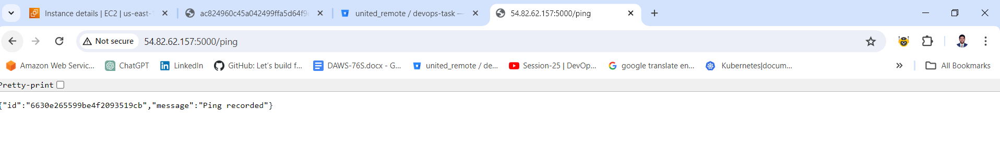 Instance details | EC2 | us-east-1
ac824960c45a042499ffa5d64f9
united_remote / devops-task —
54.82.62.157:5000/ping
Not secure
54.82.62.157:5000/ping
Amazon Web Servic...
ChatGPT
LinkedIn
GitHub: Let's build f...
DAWS-76S.docx - G...
united_remote / de...
Session-25 | DevOp...
google translate en...
Kubernetes|docum...
All Bookmarks
Pretty-print
{"id":"6630e265599be4f2093519cb","message":"Ping recorded"}